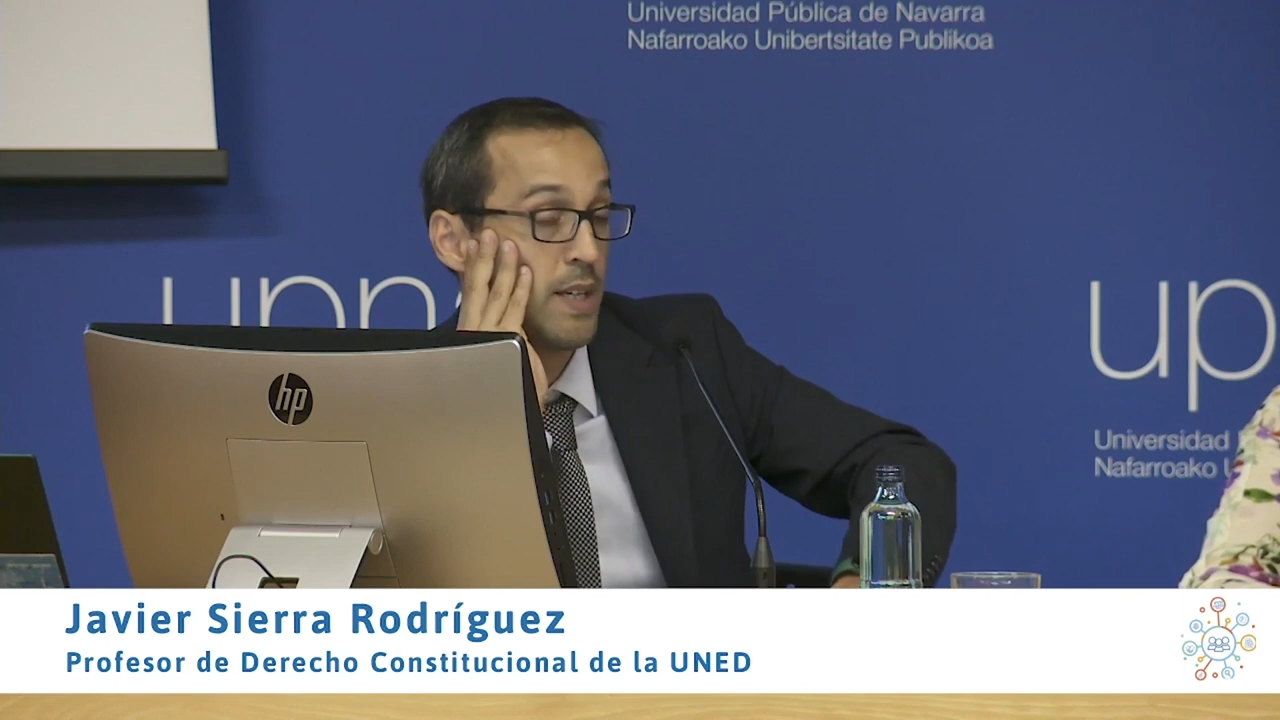 Universidad Pública de Navarra
Nafarroako Unibertsitate Publikoa
upna
up
Universidad
Nafarroako U
hp
Javier Sierra Rodríguez
Profesor de Derecho Constitucional de la UNED